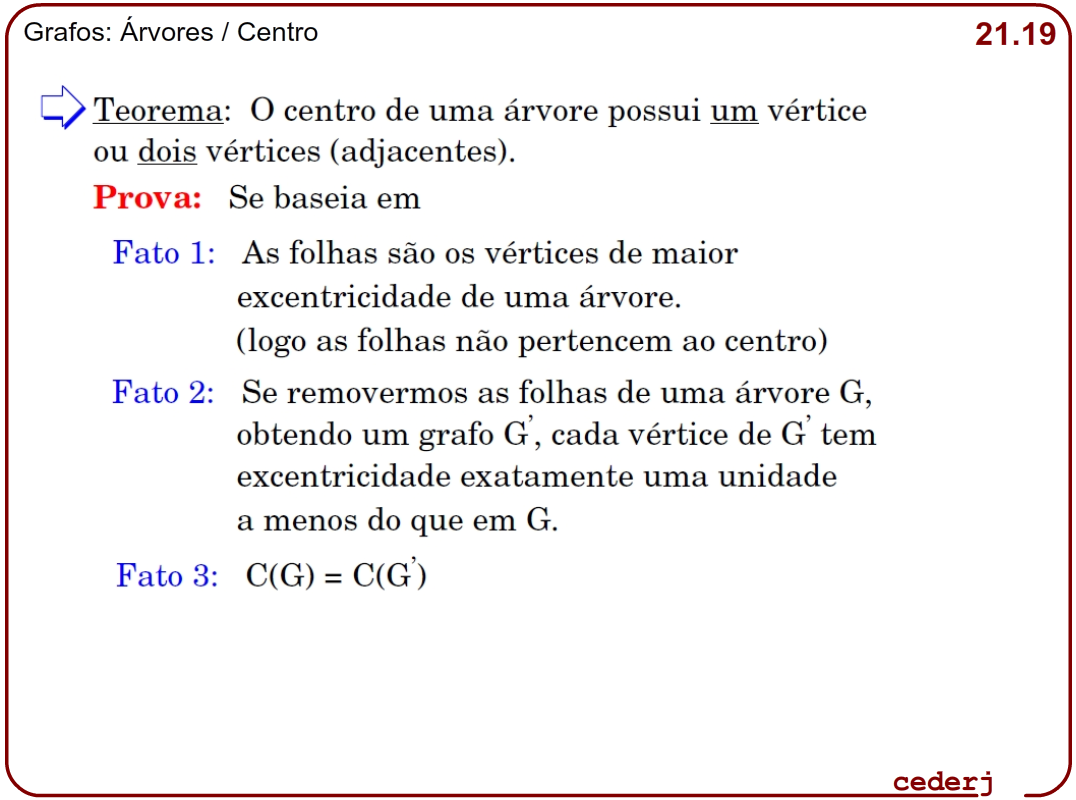 Grafos: Árvores / Centro
21.19
Teorema: O centro de uma árvore possui um vértice
ou dois vértices (adjacentes).
Prova: Se baseia em
Fato 1: As folhas são os vértices de maior
excentricidade de uma árvore.
(logo as folhas não pertencem ao centro)
Fato 2: Se removermos as folhas de uma árvore G,
obtendo um grafo G’, cada vértice de G’ tem
excentricidade exatamente uma unidade
a menos do que em G.
Fato 3: C(G) = C(G’)
cederj